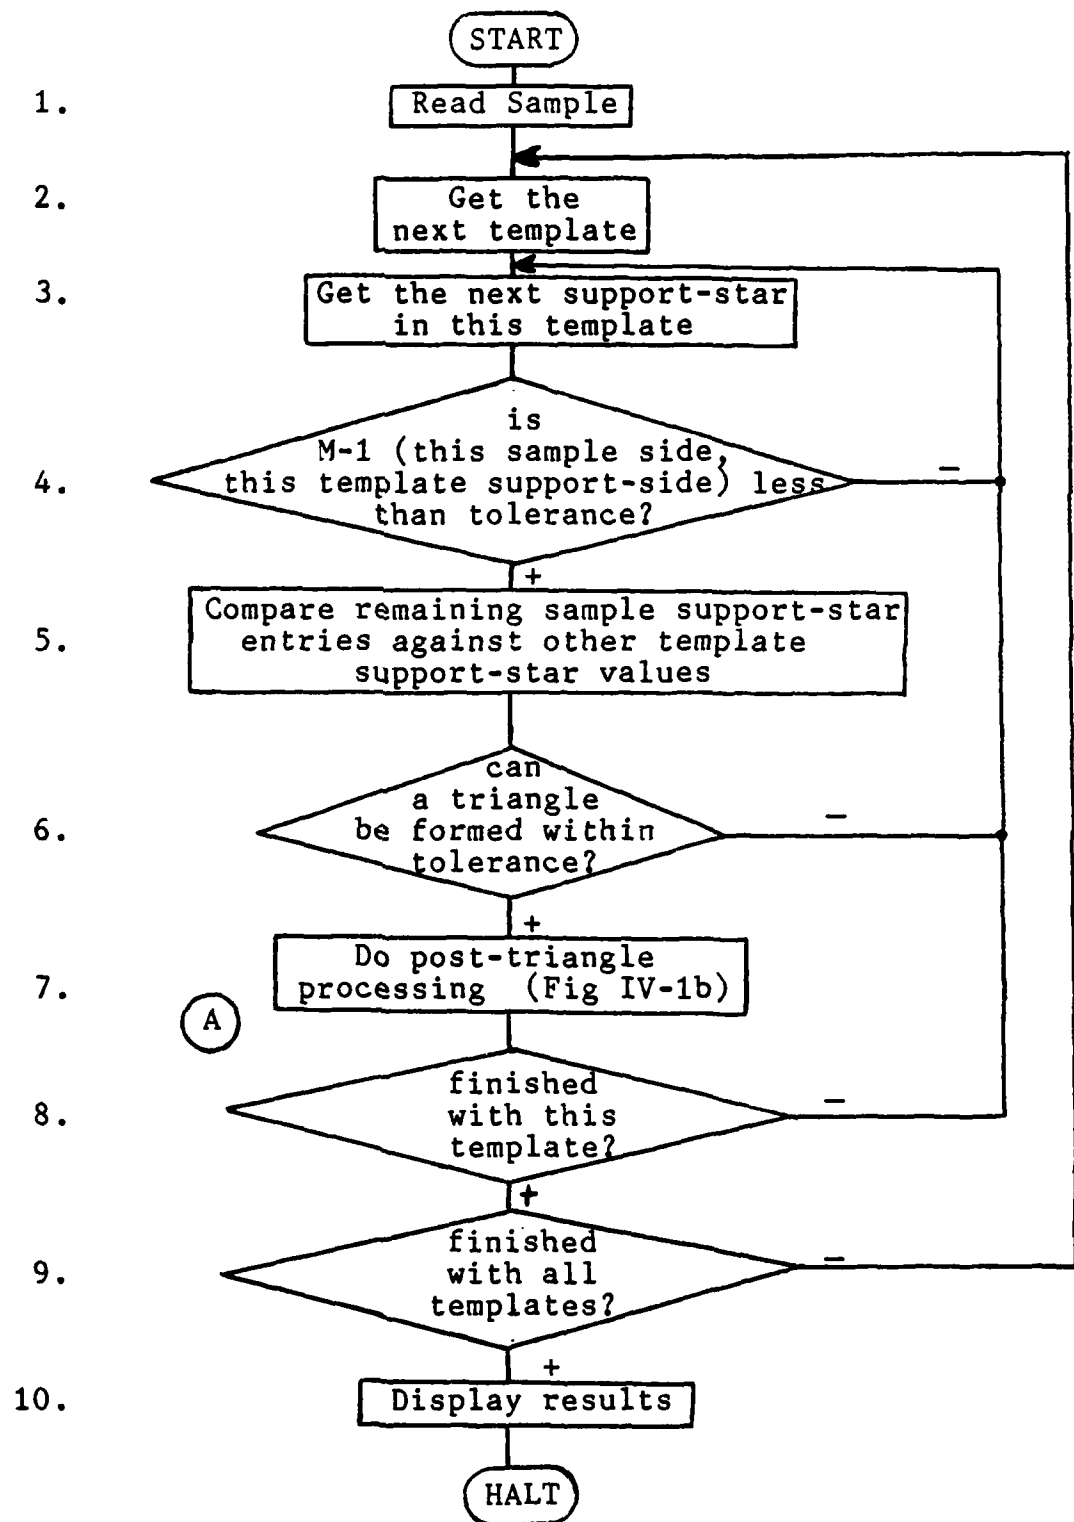 START
1.
Read Sample
2.
Get the
next template
3.
Get the next support-star
in this template
is
M-1 (this sample side,
4.
this template support-side) less
than tolerance?
-
+
Compare remaining sample support-star
5.
entries against other template
support-star values
can
a triangle
6.
be formed within
tolerance?
-
+
Do post-triangle
7.
processing (Fig IV-1b)
A
finished
8.
with this
template?
-
+
finished
9.
with all
templates?
-
+
10.
Display results
HALT